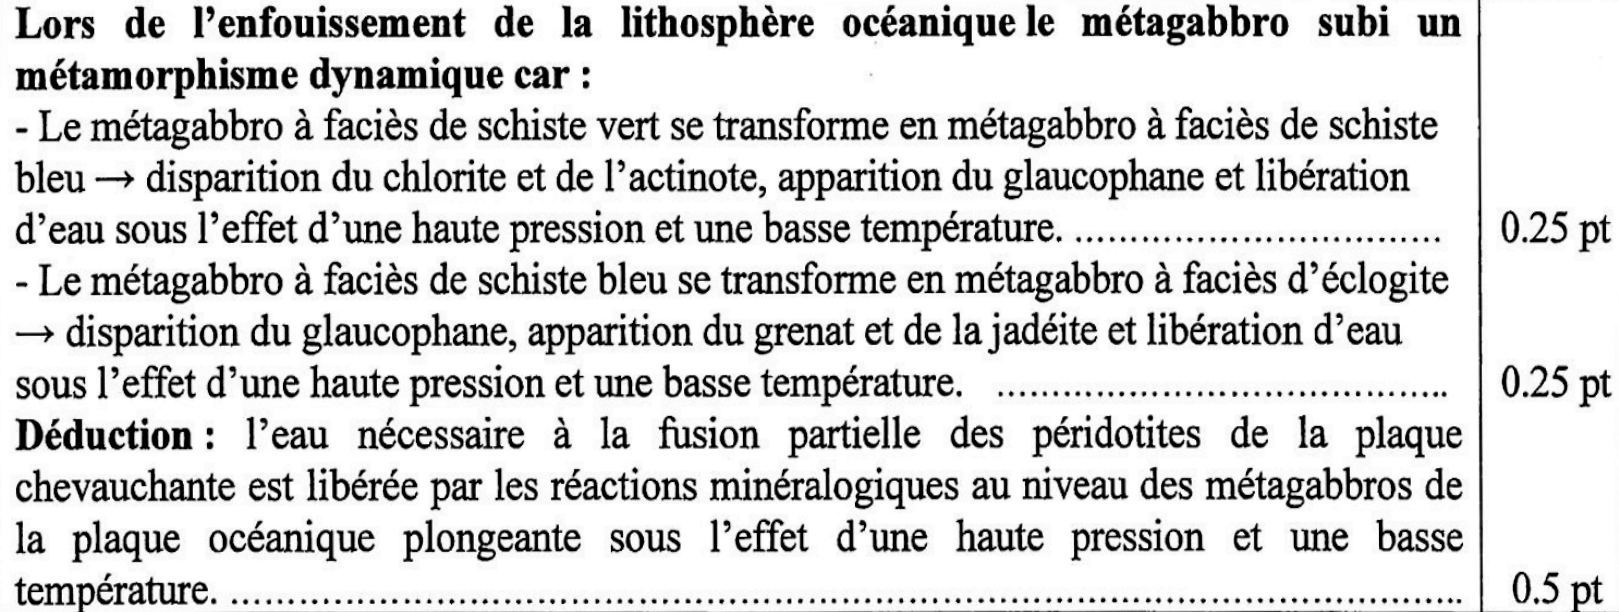 Lors de l'enfouissement de la lithosphère océanique le métagabbro subi un
métamorphisme dynamique car :
- Le métagabbro à faciès de schiste vert se transforme en métagabbro à faciès de schiste
bleu → disparition du chlorite et de l'actinote, apparition du glaucophane et libération
d'eau sous l'effet d'une haute pression et une basse température. ................................. 0.25 pt
- Le métagabbro à faciès de schiste bleu se transforme en métagabbro à faciès d'éclogite
→ disparition du glaucophane, apparition du grenat et de la jadéite et libération d'eau
sous l'effet d'une haute pression et une basse température. ......................................... 0.25 pt
Déduction : l'eau nécessaire à la fusion partielle des péridotites de la plaque
chevauchante est libérée par les réactions minéralogiques au niveau des métagabbros de
la plaque océanique plongeante sous l'effet d'une haute pression et une basse
température. ............................................................................................................... 0.5 pt